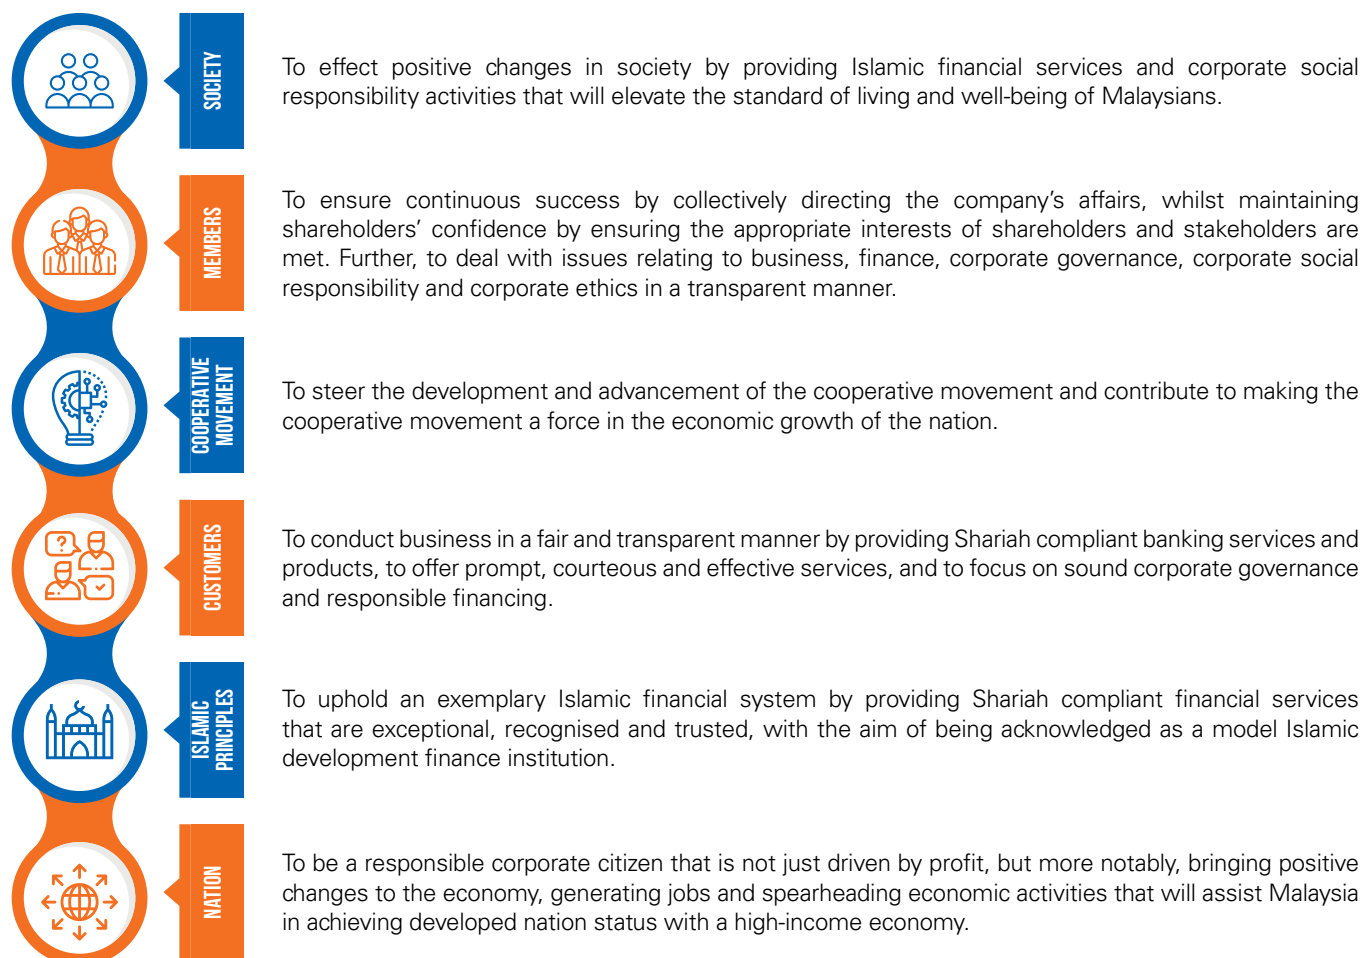 SOCIETY
To effect positive changes in society by providing Islamic financial services and corporate social
responsibility activities that will elevate the standard of living and well-being of Malaysians.
MEMBERS
To ensure continuous success by collectively directing the company’s affairs, whilst maintaining
shareholders’ confidence by ensuring the appropriate interests of shareholders and stakeholders are
met. Further, to deal with issues relating to business, finance, corporate governance, corporate social
responsibility and corporate ethics in a transparent manner.
COOPERATIVE
MOVEMENT
To steer the development and advancement of the cooperative movement and contribute to making the
cooperative movement a force in the economic growth of the nation.
CUSTOMERS
To conduct business in a fair and transparent manner by providing Shariah compliant banking services and
products, to offer prompt, courteous and effective services, and to focus on sound corporate governance
and responsible financing.
ISLAMIC
PRINCIPLES
To uphold an exemplary Islamic financial system by providing Shariah compliant financial services
that are exceptional, recognised and trusted, with the aim of being acknowledged as a model Islamic
development finance institution.
NATION
To be a responsible corporate citizen that is not just driven by profit, but more notably, bringing positive
changes to the economy, generating jobs and spearheading economic activities that will assist Malaysia
in achieving developed nation status with a high-income economy.